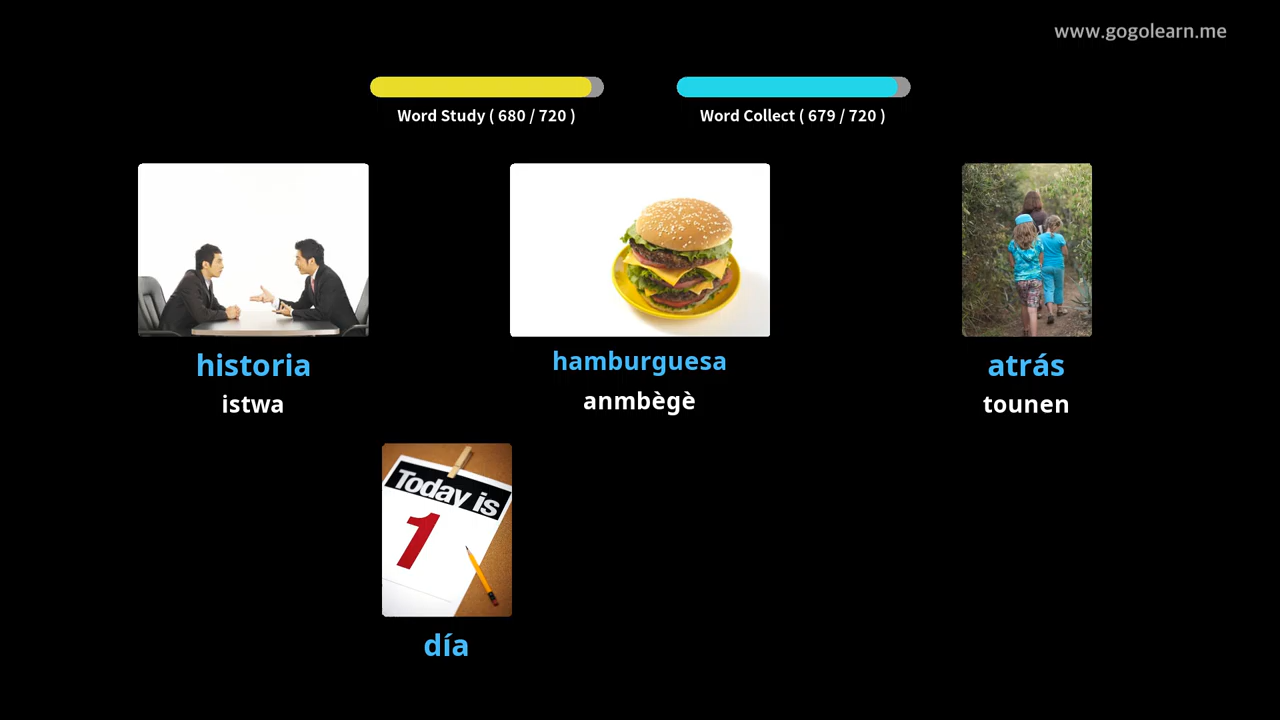 www.gogolearn.me
Word Study ( 680 / 720 )
Word Collect ( 679 / 720 )
historia
istwa
hamburguesa
anmbègè
atrás
tounen
Today is
1
día